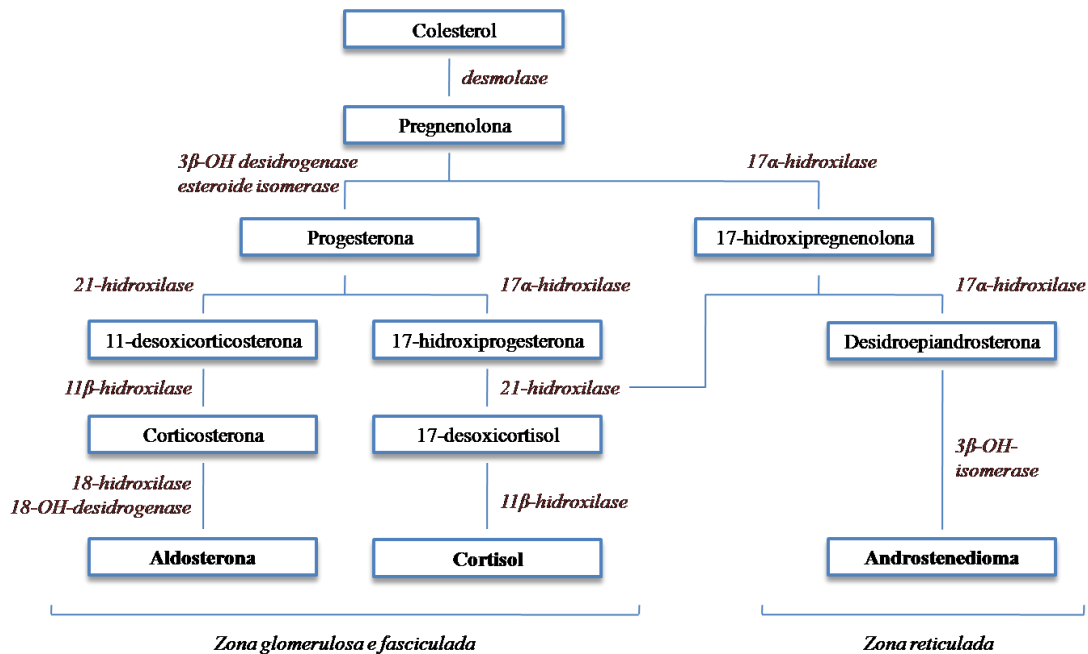 Colesterol
desmolase
Pregnenolona
3β-OH desidrogenase
esteroide isomerase
17α-hidroxilase
Progesterona
17-hidroxipregnenolona
21-hidroxilase
17α-hidroxilase
17α-hidroxilase
11-desoxicorticosterona
17-hidroxiprogesterona
Desidroepiandrosterona
11β-hidroxilase
21-hidroxilase
Corticosterona
17-desoxicortisol
3β-OH-
isomerase
18-hidroxilase
18-OH-desidrogenase
11β-hidroxilase
Aldosterona
Cortisol
Androstenedioma
Zona glomerulosa e fasciculada
Zona reticulada